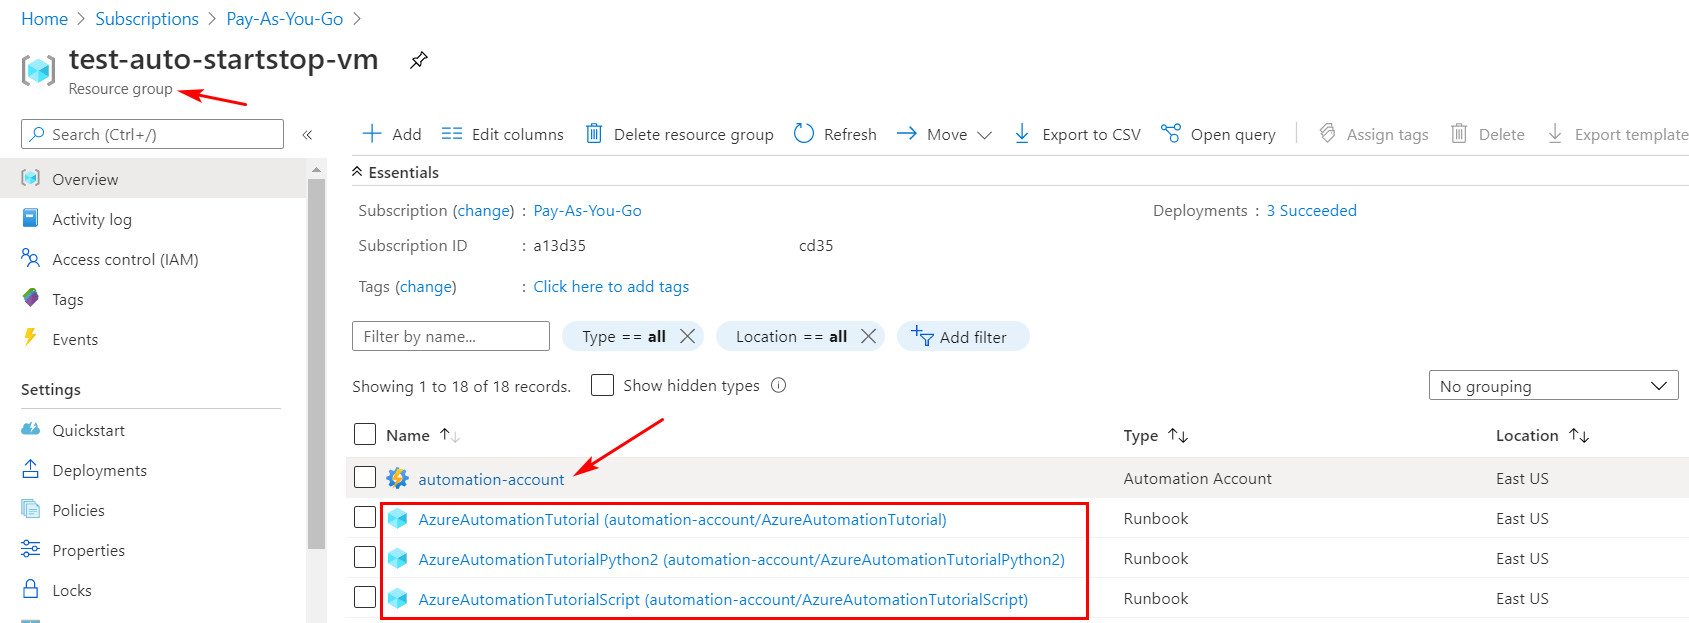 Home > Subscriptions > Pay-As-You-Go >
test-auto-startstop-vm
Resource group
Search (Ctrl+/)
«
Add
Edit columns
Delete resource group
Refresh
Move
Export to CSV
Open query
Assign tags
Delete
Export template
Overview
Activity log
Access control (IAM)
Tags
Events
Settings
Quickstart
Deployments
Policies
Properties
Locks
Essentials
Subscription (change) : Pay-As-You-Go
Deployments : 3 Succeeded
Subscription ID : a13d35 cd35
Tags (change) : Click here to add tags
Filter by name...
Type == all
Location == all
Add filter
Showing 1 to 18 of 18 records.
Show hidden types
No grouping
Name Type Location
automation-account Automation Account East US
AzureAutomationTutorial (automation-account/AzureAutomationTutorial) Runbook East US
AzureAutomationTutorialPython2 (automation-account/AzureAutomationTutorialPython2) Runbook East US
AzureAutomationTutorialScript (automation-account/AzureAutomationTutorialScript) Runbook East US